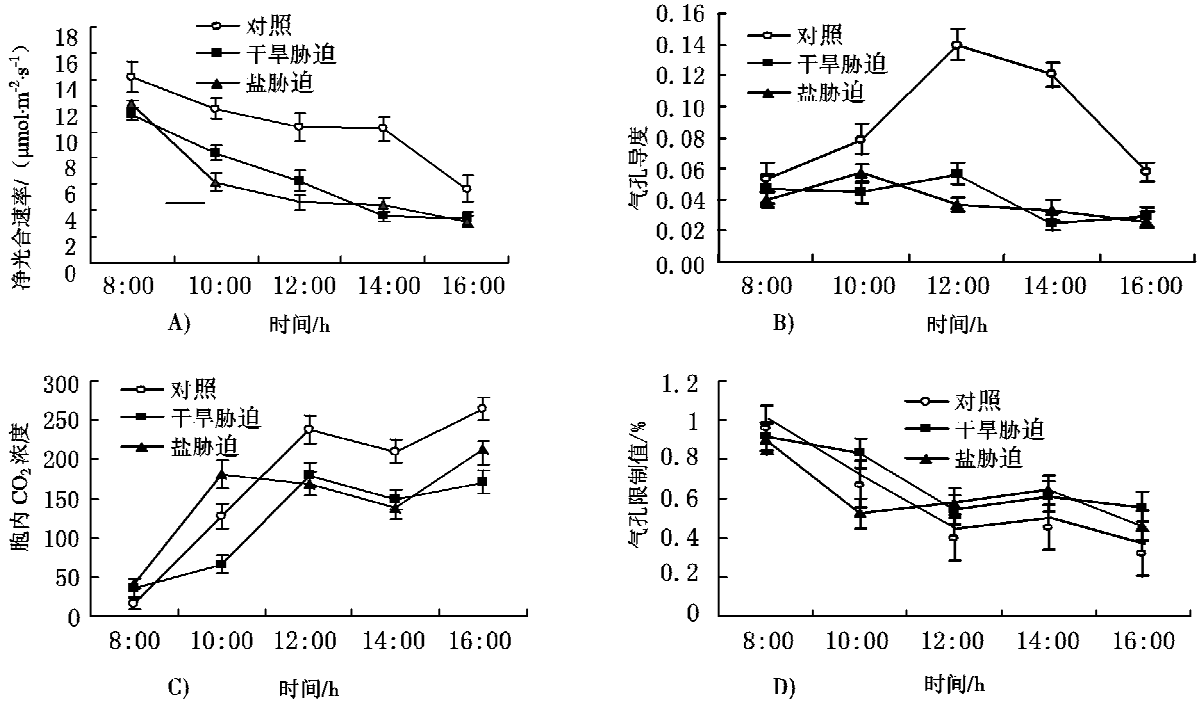 净光合速率/（μmol·m⁻²·s⁻¹）
18
16
14
12
10
8
6
4
2
0
对照
干旱胁迫
盐胁迫
8:00 10:00 12:00 14:00 16:00
A) 时间/h
气孔导度
0.16
0.14
0.12
0.10
0.08
0.06
0.04
0.02
0.00
对照
干旱胁迫
盐胁迫
8:00 10:00 12:00 14:00 16:00
B) 时间/h
胞内 CO₂ 浓度
300
250
200
150
100
50
0
对照
干旱胁迫
盐胁迫
8:00 10:00 12:00 14:00 16:00
C) 时间/h
气孔限制值/%
1.2
1
0.8
0.6
0.4
0.2
0
对照
干旱胁迫
盐胁迫
8:00 10:00 12:00 14:00 16:00
D) 时间/h